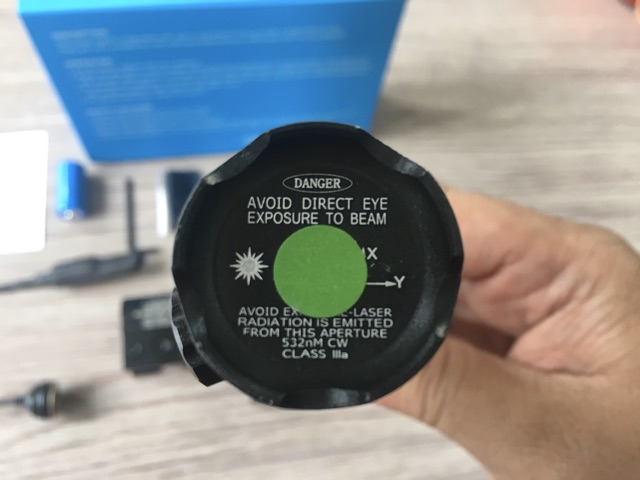 DANGER
AVOID DIRECT EYE
EXPOSURE TO BEAM
X
Y
AVOID -LASER
RADIATION IS EMITTED
FROM THIS APERTURE
532nM CW
CLASS IIIa